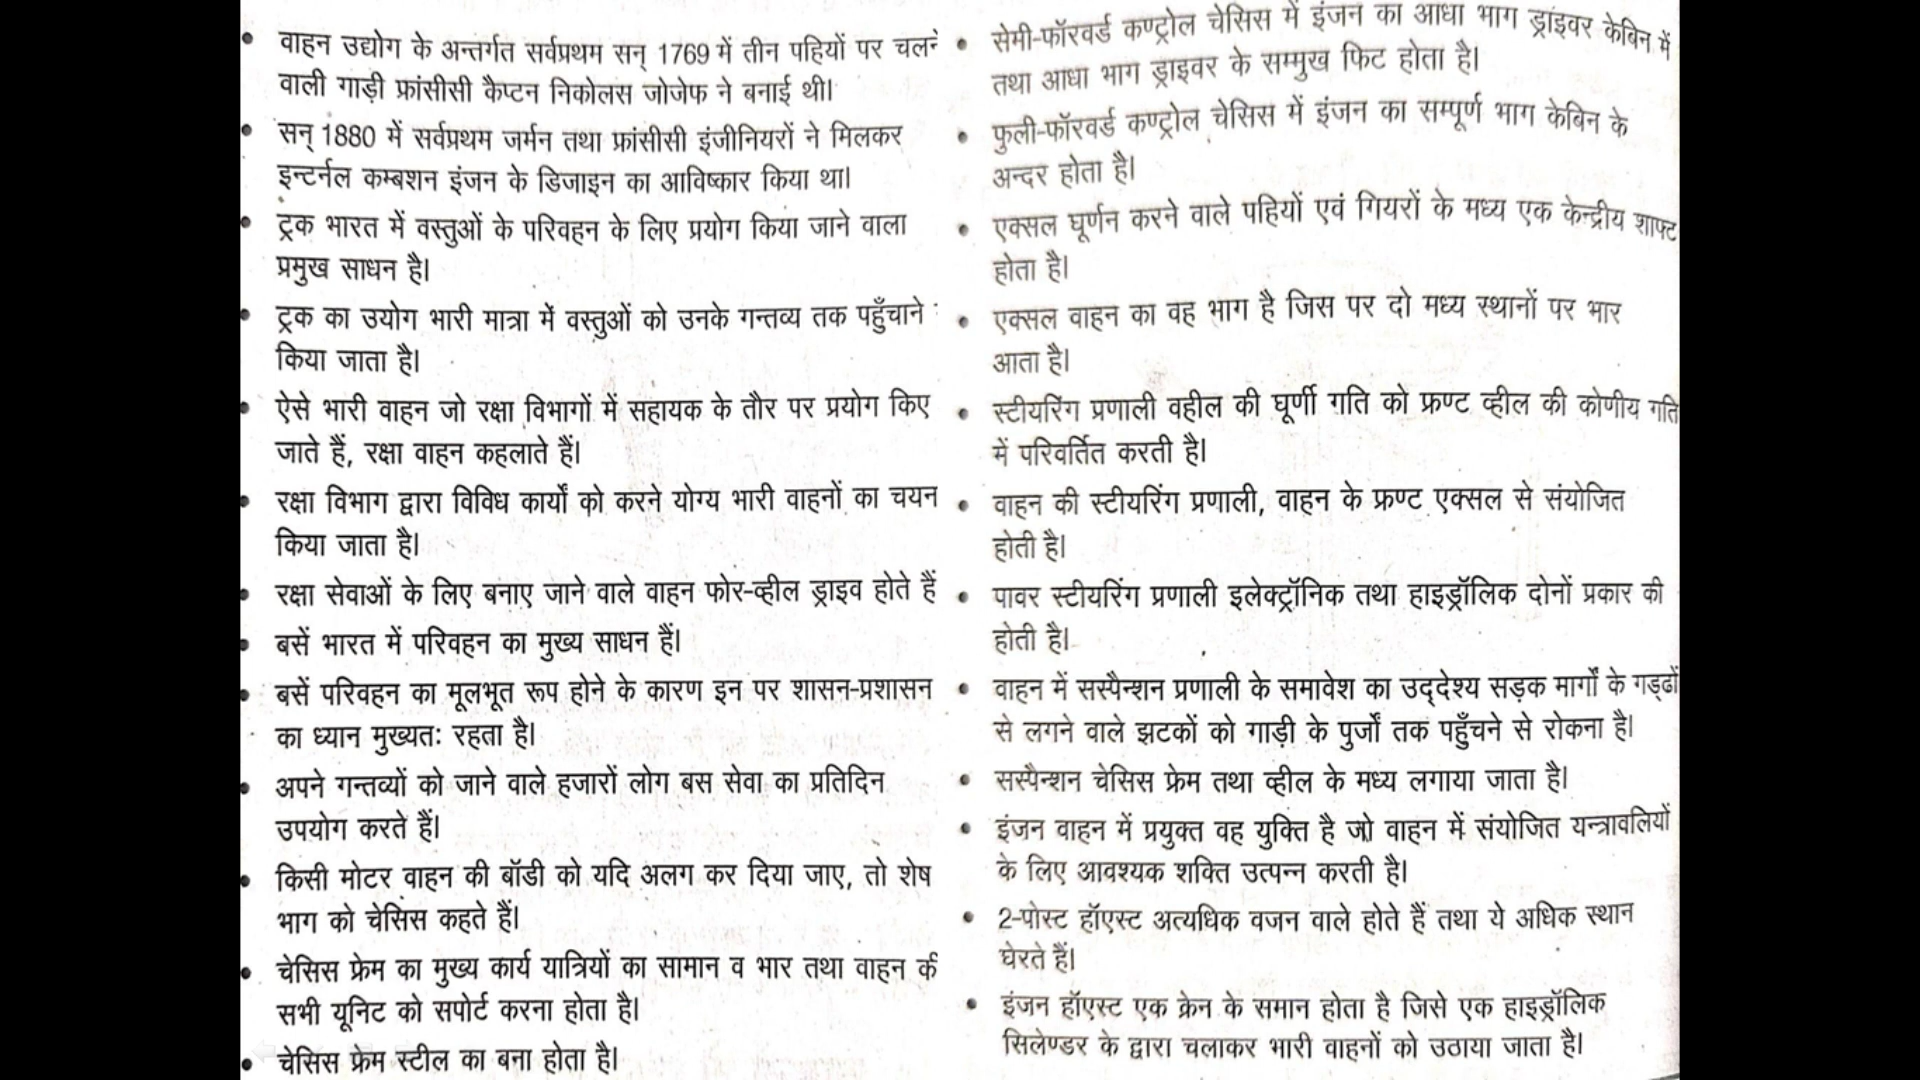 • वाहन उद्योग के अन्तर्गत सर्वप्रथम सन् 1769 में तीन पहियों पर चलने
वाली गाड़ी फ्रांसीसी कैप्टन निकोलस जोजेफ ने बनाई थी।
• सन् 1880 में सर्वप्रथम जर्मन तथा फ्रांसीसी इंजीनियरों ने मिलकर
इन्टर्नल कम्बशन इंजन के डिजाइन का आविष्कार किया था।
• ट्रक भारत में वस्तुओं के परिवहन के लिए प्रयोग किया जाने वाला
प्रमुख साधन है।
• ट्रक का उयोग भारी मात्रा में वस्तुओं को उनके गन्तव्य तक पहुँचाने
किया जाता है।
• ऐसे भारी वाहन जो रक्षा विभागों में सहायक के तौर पर प्रयोग किए
जाते हैं, रक्षा वाहन कहलाते हैं।
• रक्षा विभाग द्वारा विविध कार्यों को करने योग्य भारी वाहनों का चयन
किया जाता है।
• रक्षा सेवाओं के लिए बनाए जाने वाले वाहन फोर-व्हील ड्राइव होते हैं
• बसें भारत में परिवहन का मुख्य साधन हैं।
• बसें परिवहन का मूलभूत रूप होने के कारण इन पर शासन-प्रशासन
का ध्यान मुख्यतः रहता है।
• अपने गन्तव्यों को जाने वाले हजारों लोग बस सेवा का प्रतिदिन
उपयोग करते हैं।
• किसी मोटर वाहन की बॉडी को यदि अलग कर दिया जाए, तो शेष
भाग को चेसिस कहते हैं।
• चेसिस फ्रेम का मुख्य कार्य यात्रियों का सामान व भार तथा वाहन की
सभी यूनिट को सपोर्ट करना होता है।
• चेसिस फ्रेम स्टील का बना होता है।
• सेमी-फॉरवर्ड कण्ट्रोल चेसिस में इंजन का आधा भाग ड्राइवर केबिन में
तथा आधा भाग ड्राइवर के सम्मुख फिट होता है।
• फुली-फॉरवर्ड कण्ट्रोल चेसिस में इंजन का सम्पूर्ण भाग केबिन के
अन्दर होता है।
• एक्सल घूर्णन करने वाले पहियों एवं गियरों के मध्य एक केन्द्रीय शाफ्ट
होता है।
• एक्सल वाहन का वह भाग है जिस पर दो मध्य स्थानों पर भार
आता है।
• स्टीयरिंग प्रणाली वहील की घूर्णी गति को फ्रण्ट व्हील की कोणीय गति
में परिवर्तित करती है।
• वाहन की स्टीयरिंग प्रणाली, वाहन के फ्रण्ट एक्सल से संयोजित
होती है।
• पावर स्टीयरिंग प्रणाली इलेक्ट्रॉनिक तथा हाइड्रॉलिक दोनों प्रकार की
होती है।
• वाहन में सस्पैन्शन प्रणाली के समावेश का उद्देश्य सड़क मार्गों के गड्ढों
से लगने वाले झटकों को गाड़ी के पुर्जों तक पहुँचने से रोकना है।
• सस्पैन्शन चेसिस फ्रेम तथा व्हील के मध्य लगाया जाता है।
• इंजन वाहन में प्रयुक्त वह युक्ति है जो वाहन में संयोजित यन्त्रावलियों
के लिए आवश्यक शक्ति उत्पन्न करती है।
• 2-पोस्ट हॉएस्ट अत्यधिक वजन वाले होते हैं तथा ये अधिक स्थान
घेरते हैं।
• इंजन हॉएस्ट एक क्रेन के समान होता है जिसे एक हाइड्रॉलिक
सिलेण्डर के द्वारा चलाकर भारी वाहनों को उठाया जाता है।